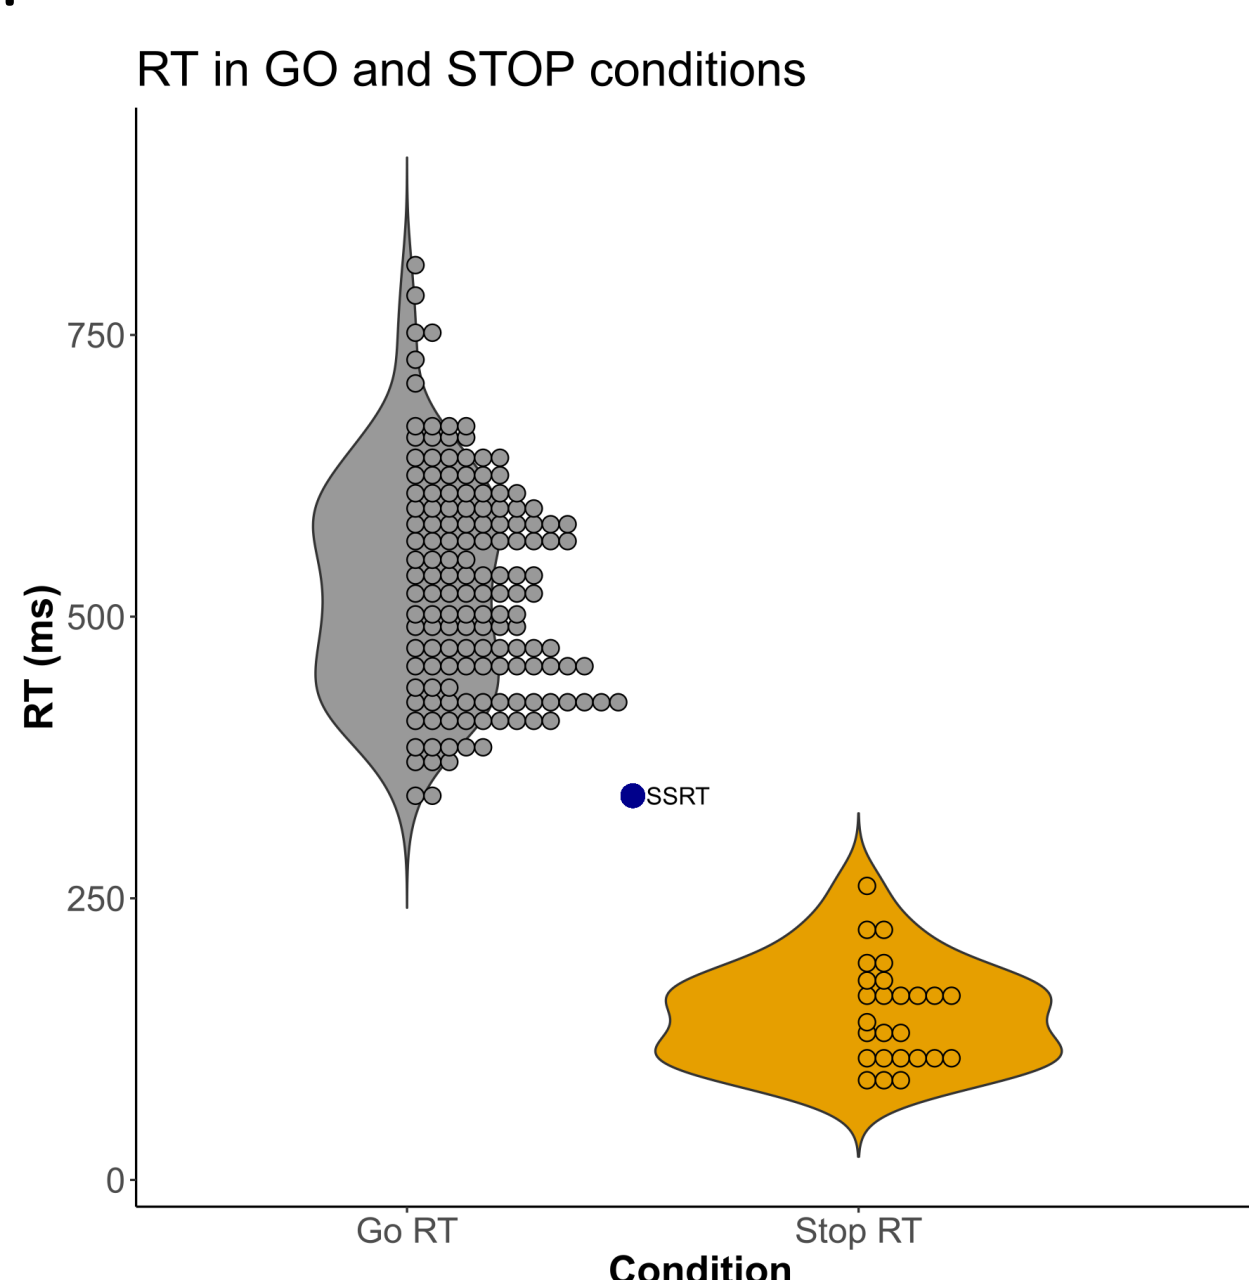 RT in GO and STOP conditions
750
500
250
0
RT (ms)
SSRT
Go RT
Stop RT
Condition